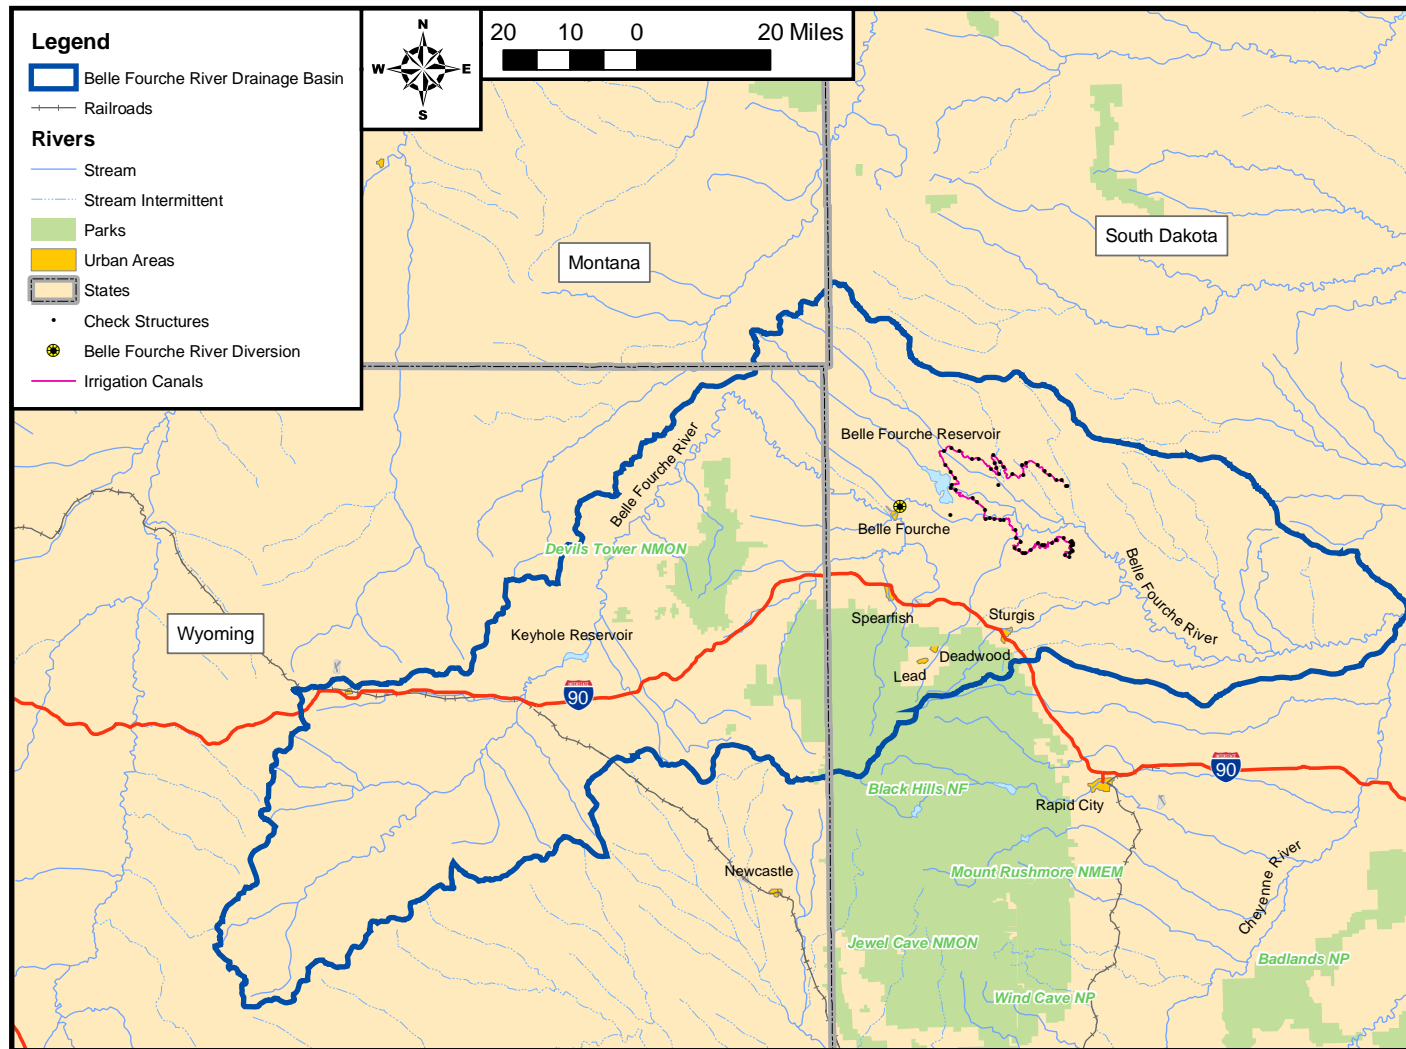 Legend
Belle Fourche River Drainage Basin
Railroads
Rivers
Stream
Stream Intermittent
Parks
Urban Areas
States
Check Structures
Belle Fourche River Diversion
Irrigation Canals
N
W E
S
20 10 0 20 Miles
Montana
South Dakota
Belle Fourche River
Belle Fourche Reservoir
Belle Fourche
Devils Tower NMON
Belle Fourche River
Wyoming
Keyhole Reservoir
Spearfish
Sturgis
Deadwood
Lead
90
90
Black Hills NF
Rapid City
Newcastle
Mount Rushmore NMEM
Cheyenne River
Jewel Cave NMON
Badlands NP
Wind Cave NP